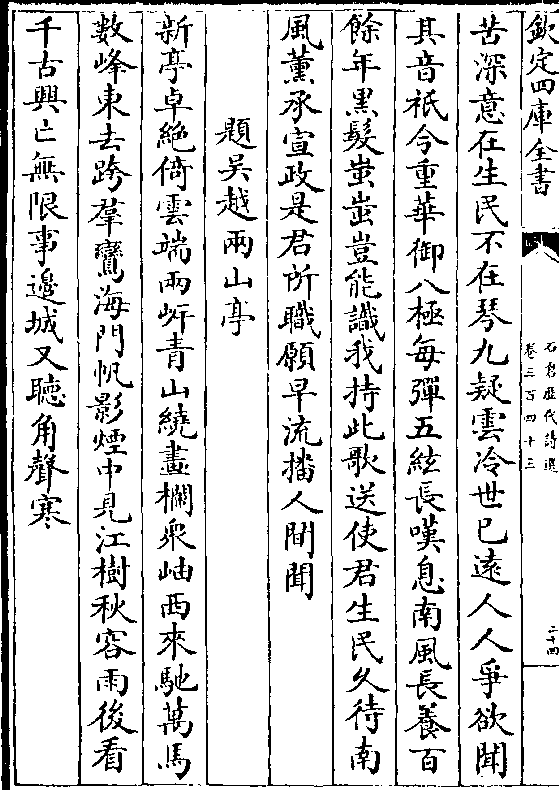 欽定四庫全書
石倉歷代詩選
卷三百四十三
二十四
苦深意在生民不在琴九疑雲冷世已遠人人爭欲聞
其音祗今重華御八極每彈五絃長嘆息南風長養百
餘年黑髮蚩蚩豈能識我持此歌送使君生民久待南
風薰承宣政是君所職願早流播人間聞
題吳越兩山亭
新亭卓絶倚雲端兩岍青山繞畫欄衆岫西來馳萬馬
數峰東去跨羣鸞海門帆影煙中見江樹秋容雨後看
千古興亡無限事邉城又聽角聲寒